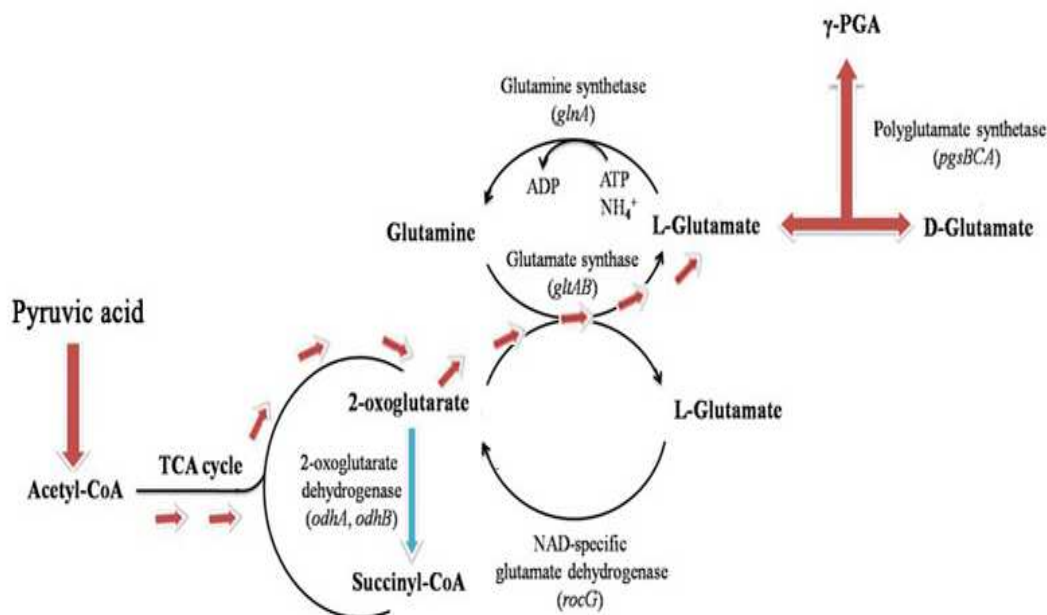 γ-PGA
Glutamine synthetase
(glnA)
Polyglutamate synthetase
(pgsBCA)
ADP
ATP
NH₄⁺
Glutamine
L-Glutamate
D-Glutamate
Glutamate synthase
(gltAB)
Pyruvic acid
2-oxoglutarate
L-Glutamate
TCA cycle
Acetyl-CoA
2-oxoglutarate
dehydrogenase
(odhA, odhB)
NAD-specific
glutamate dehydrogenase
(rocG)
Succinyl-CoA